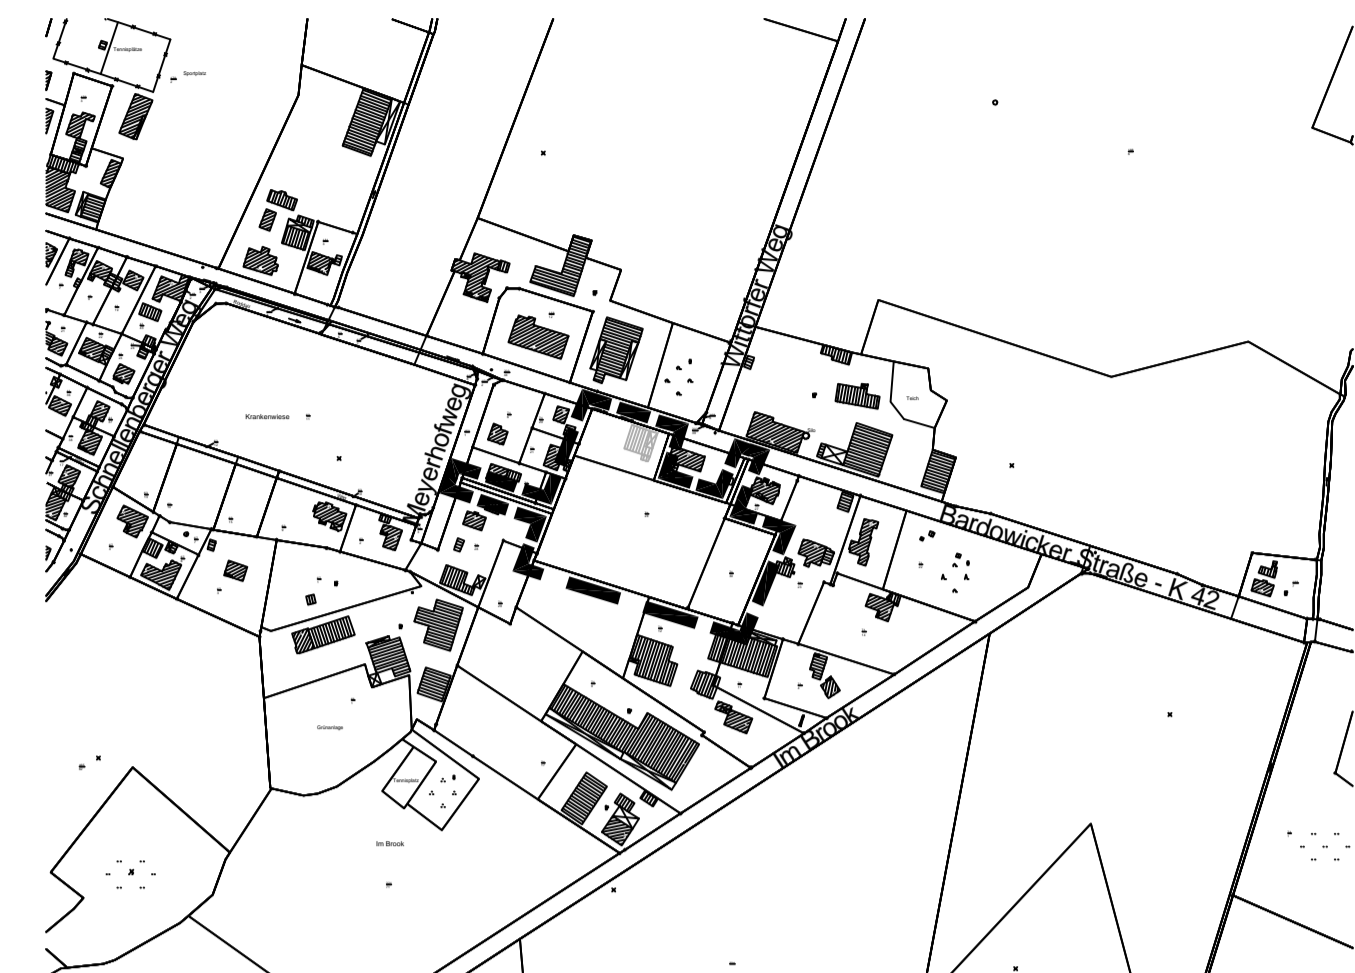 Tennisplätze
Sportplatz
Wittorfer Weg
Schnellenberger Weg
Krankenwiese
Meyerhofweg
Teich
Bardowicker Straße - K 42
Grünanlage
Im Brook
Tennisplatz
Im Brook